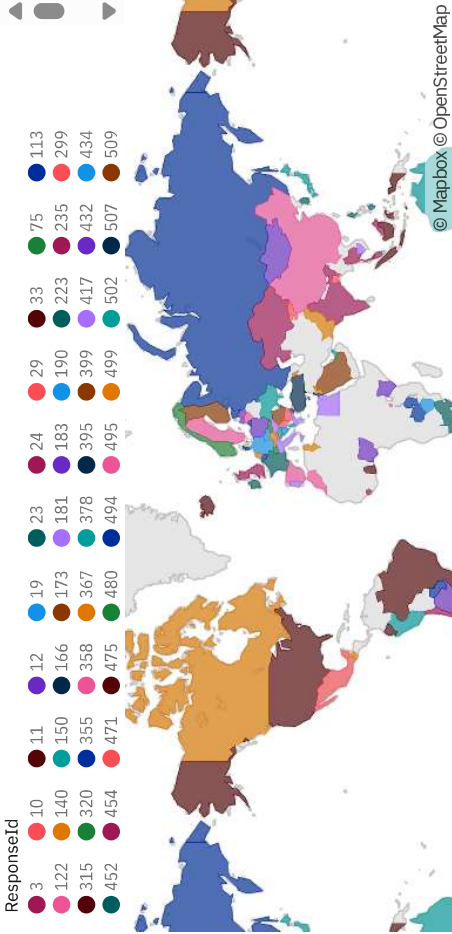 ResponseId
3 10 11 12 19 23 24 29 33 75 113
122 140 150 166 173 181 183 190 223 235 299
315 320 355 358 367 378 395 399 417 432 434
452 454 471 475 480 494 495 499 502 507 509
© Mapbox © OpenStreetMap